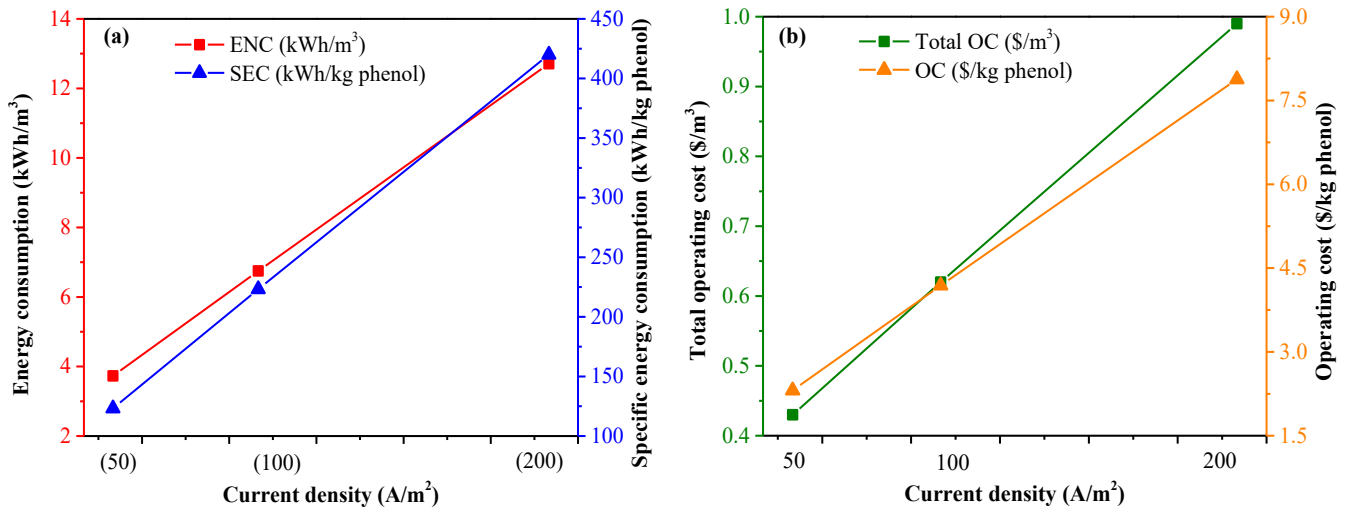 (a)
ENC (kWh/m³)
SEC (kWh/kg phenol)
Energy consumption (kWh/m³)
14
12
10
8
6
4
2
Specific energy consumption (kWh/kg phenol)
450
400
350
300
250
200
150
100
(50)
(100)
(200)
Current density (A/m²)
(b)
Total OC ($/m³)
OC ($/kg phenol)
Total operating cost ($/m³)
1.0
0.9
0.8
0.7
0.6
0.5
0.4
Operating cost ($/kg phenol)
9.0
7.5
6.0
4.5
3.0
1.5
50
100
200
Current density (A/m²)